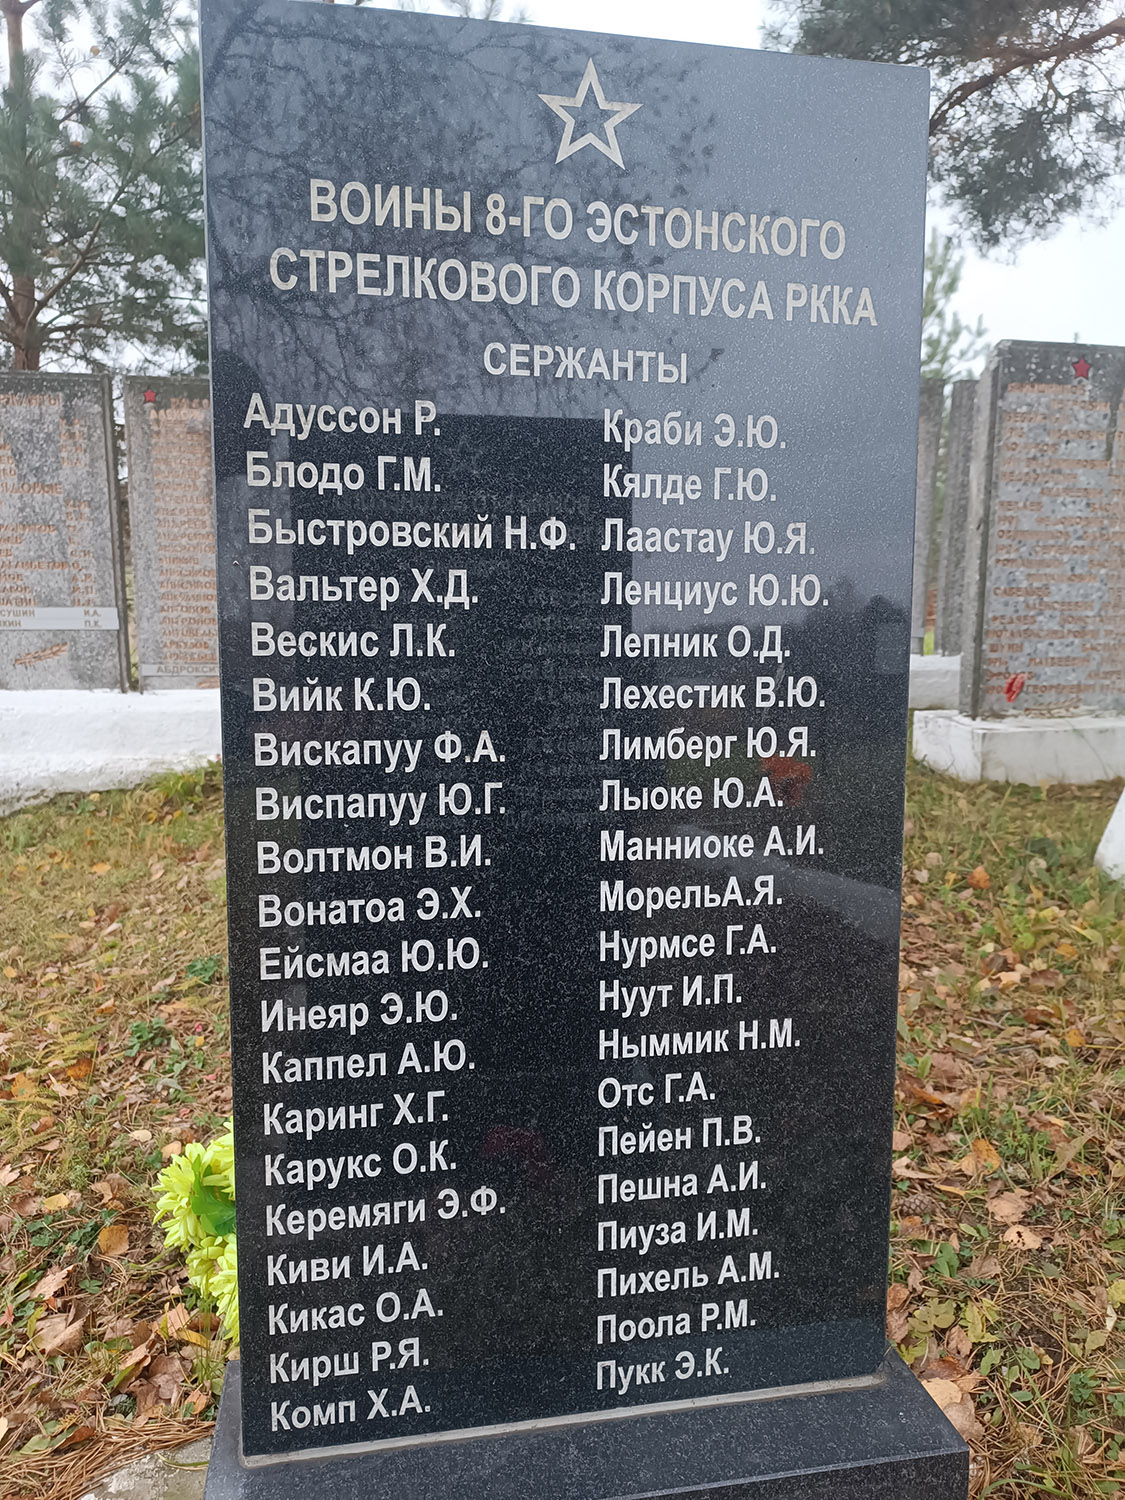 ВОИНЫ 8-ГО ЭСТОНСКОГО
СТРЕЛКОВОГО КОРПУСА РККА
СЕРЖАНТЫ
Адуссон Р.
Блодо Г.М.
Быстровский Н.Ф.
Вальтер Х.Д.
Вескис Л.К.
Вийк К.Ю.
Вискапуу Ф.А.
Виспапуу Ю.Г.
Волтмон В.И.
Вонатоа Э.Х.
Ейсмаа Ю.Ю.
Инеяр Э.Ю.
Каппел А.Ю.
Каринг Х.Г.
Карукс О.К.
Керемяги Э.Ф.
Киви И.А.
Кикас О.А.
Кирш Р.Я.
Комп Х.А.
Краби Э.Ю.
Кялде Г.Ю.
Лаастау Ю.Я.
Ленциус Ю.Ю.
Лепник О.Д.
Лехестик В.Ю.
Лимберг Ю.Я.
Лыоке Ю.А.
Манниоке А.И.
МорельА.Я.
Нурмсе Г.А.
Нуут И.П.
Ныммик Н.М.
Отс Г.А.
Пейен П.В.
Пешна А.И.
Пиуза И.М.
Пихель А.М.
Поола Р.М.
Пукк Э.К.